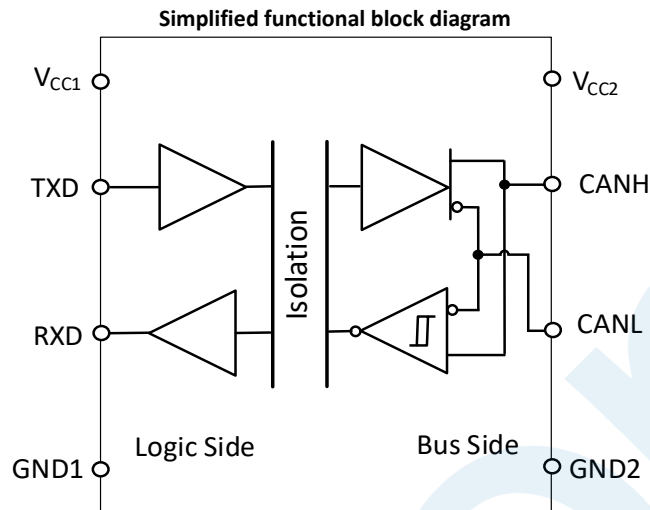 Simplified functional block diagram
VCC1
VCC2
TXD
CANH
Isolation
RXD
CANL
Logic Side
Bus Side
GND1
GND2